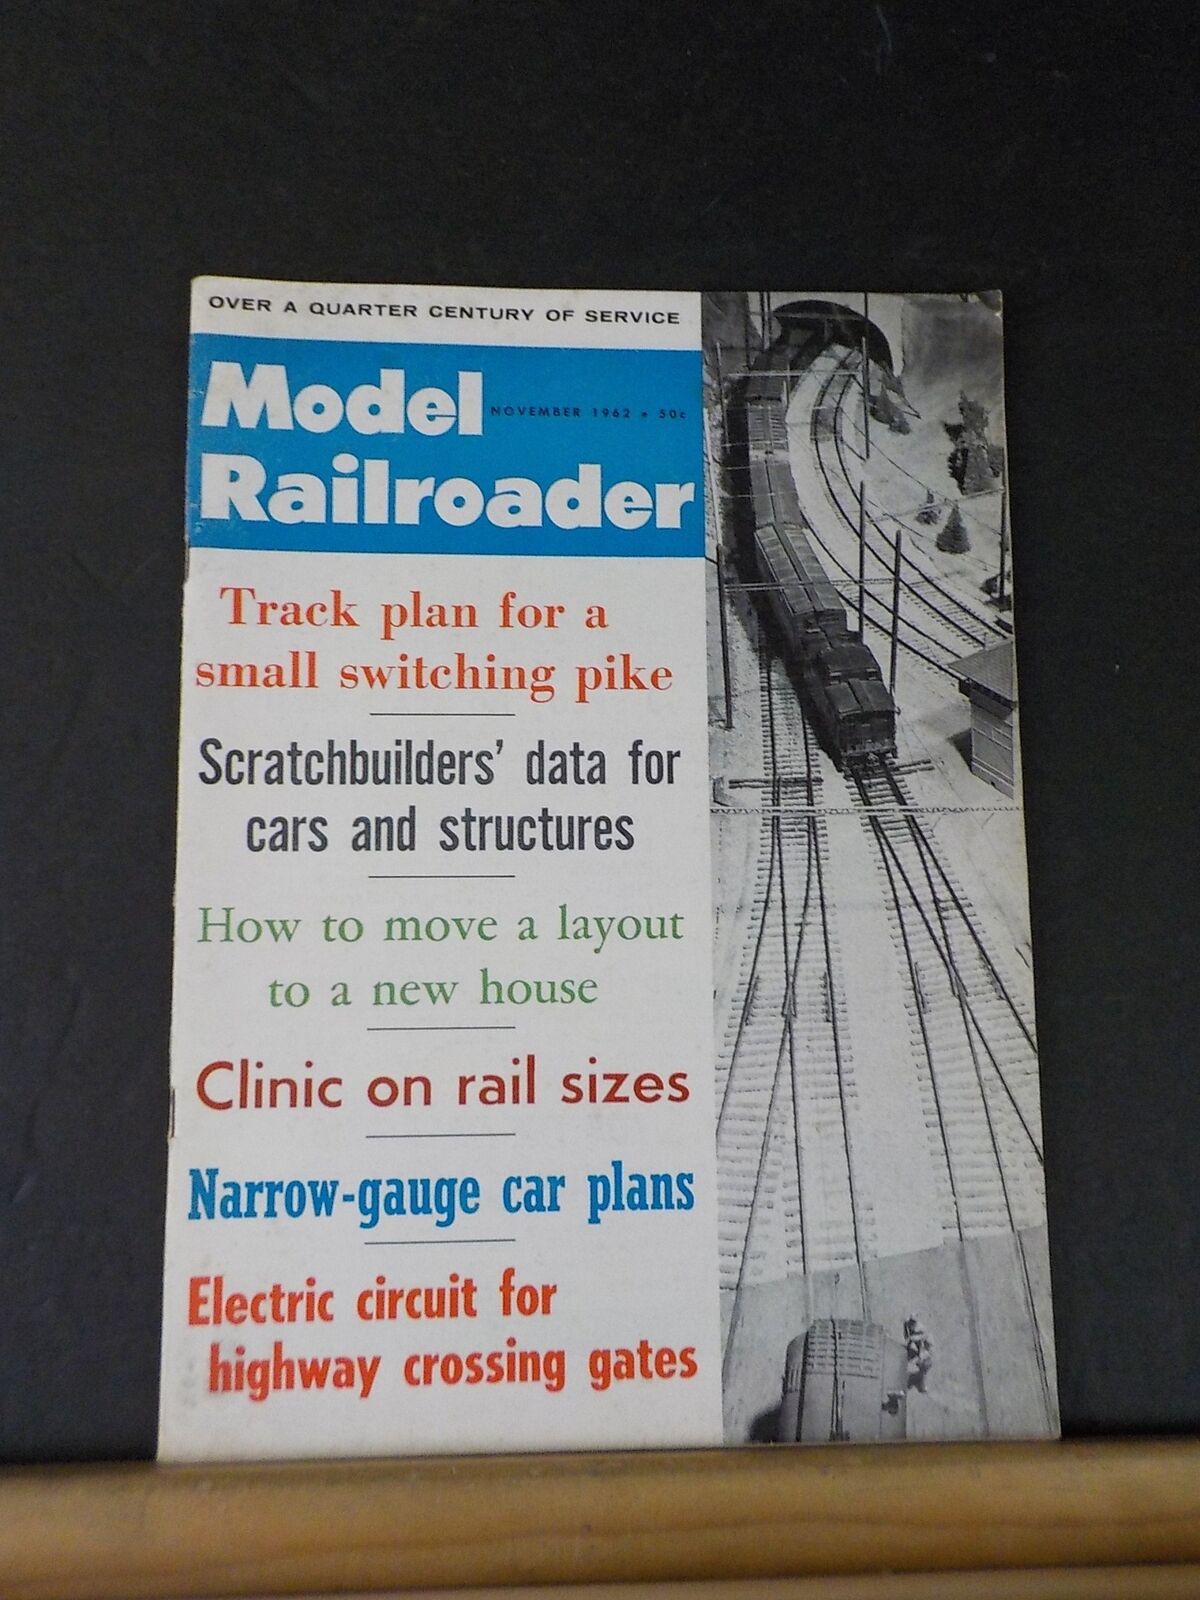 OVER A QUARTER CENTURY OF SERVICE
Model
NOVEMBER 1962 • 50c
Railroader
Track plan for a
small switching pike
Scratchbuilders' data for
cars and structures
How to move a layout
to a new house
Clinic on rail sizes
Narrow-gauge car plans
Electric circuit for
highway crossing gates